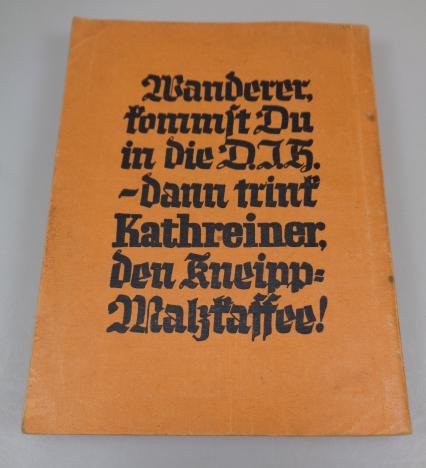 Wanderer,
kommst Du
in die D.J.H.
-dann trink
Kathreiner,
den Kneipp=
Malzkaffee!